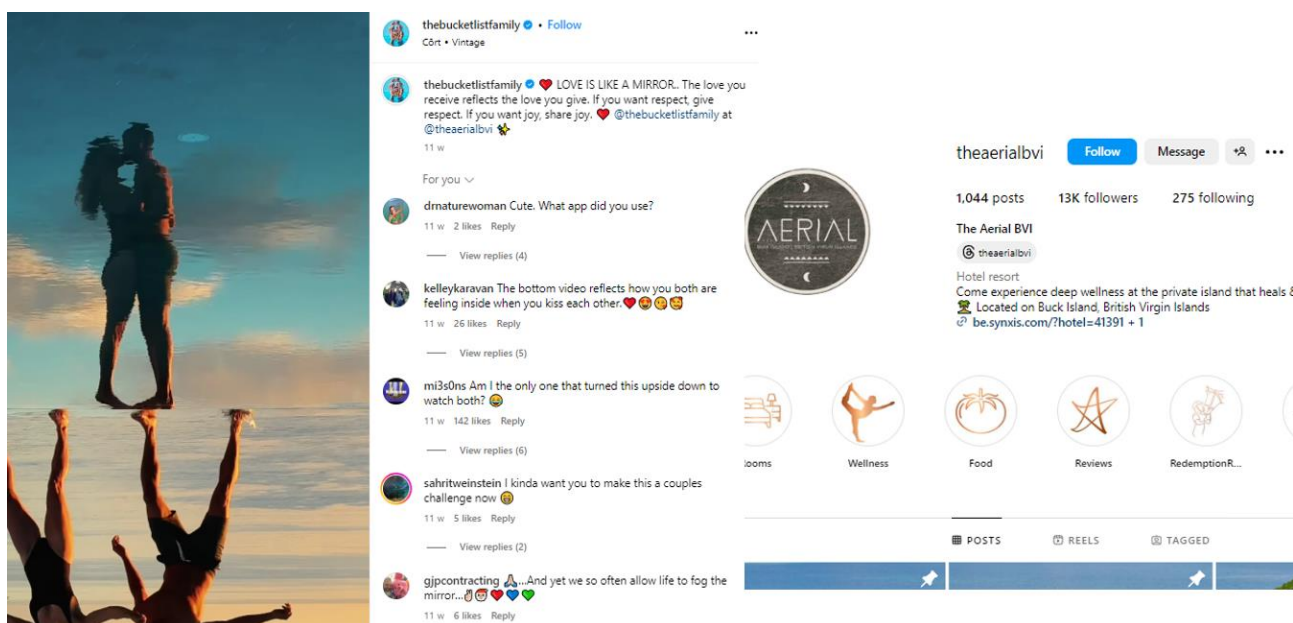 thebucketlistfamily • Follow
Côrt • Vintage
thebucketlistfamily ❤️ LOVE IS LIKE A MIRROR.. The love you
receive reflects the love you give. If you want respect, give
respect. If you want joy, share joy. ❤️ @thebucketlistfamily at
@theaerialbvi ✨
11 w
For you
drnaturewoman Cute. What app did you use?
11 w 2 likes Reply
View replies (4)
kelleykaravan The bottom video reflects how you both are
feeling inside when you kiss each other.❤️😍😘🥰
11 w 26 likes Reply
View replies (5)
mi3s0ns Am I the only one that turned this upside down to
watch both? 😂
11 w 142 likes Reply
View replies (6)
sahritweinstein I kinda want you to make this a couples
challenge now 😂
11 w 5 likes Reply
View replies (2)
gjpcontracting 🙏...And yet we so often allow life to fog the
mirror...
11 w 6 likes Reply
AERIAL
theaerialbvi Follow Message
1,044 posts 13K followers 275 following
The Aerial BVI
theaerialbvi
Hotel resort
Come experience deep wellness at the private island that heals &
Located on Buck Island, British Virgin Islands
be.synxis.com/?hotel=41391 + 1
ooms Wellness Food Reviews RedemptionR...
POSTS REELS TAGGED